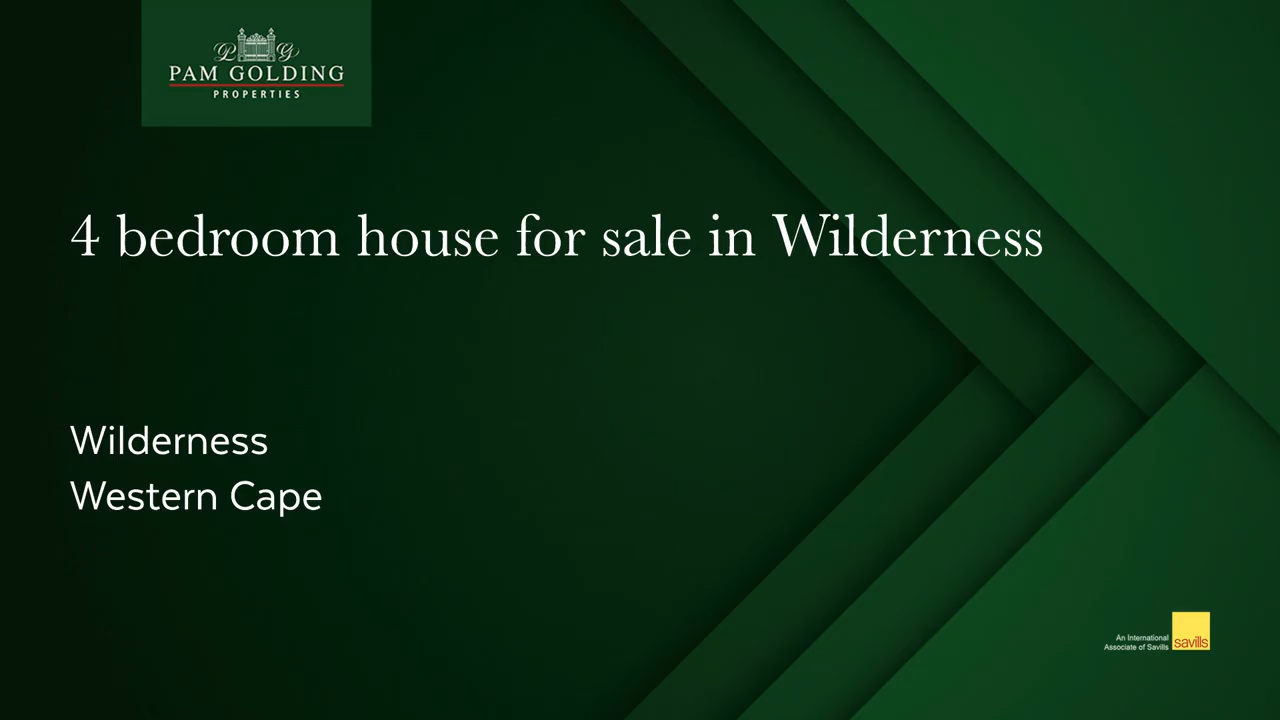 PG
PAM GOLDING
PROPERTIES
4 bedroom house for sale in Wilderness
Wilderness
Western Cape
An International
Associate of Savills
savills